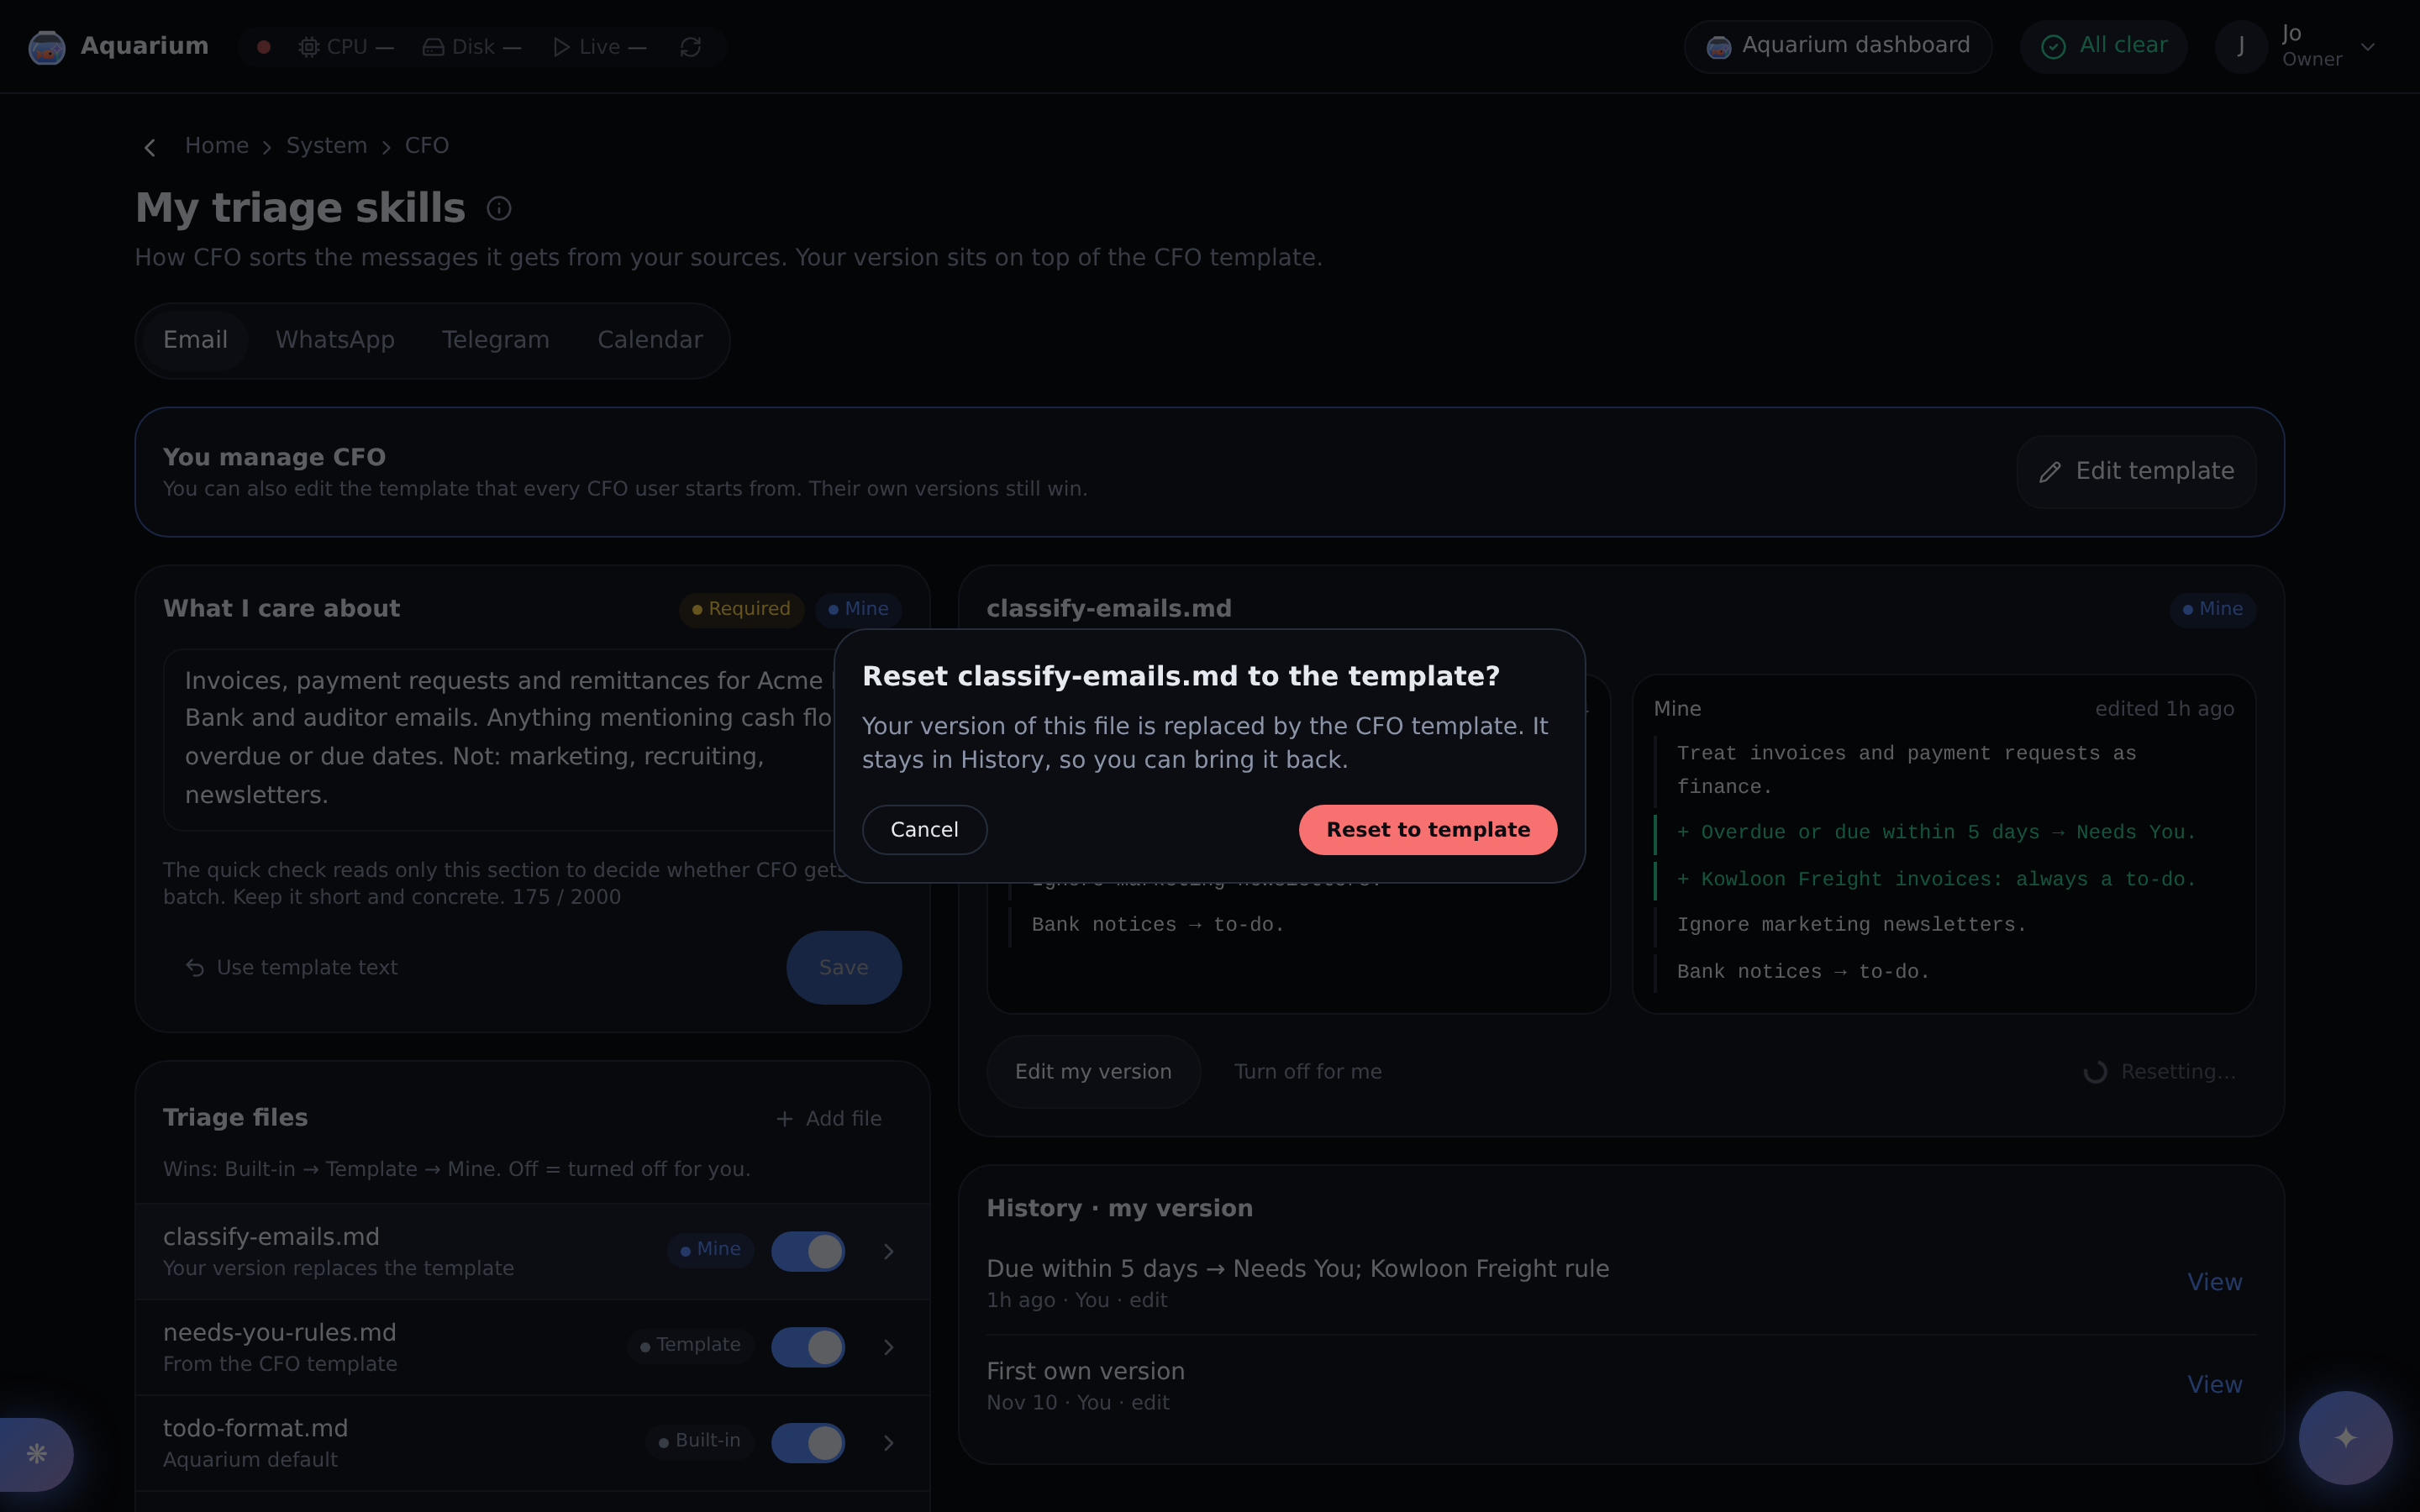 Aquarium
CPU —
Disk —
Live —
Aquarium dashboard
All clear
J
Jo
Owner
Home
System
CFO
My triage skills
How CFO sorts the messages it gets from your sources. Your version sits on top of the CFO template.
Email
WhatsApp
Telegram
Calendar
You manage CFO
You can also edit the template that every CFO user starts from. Their own versions still win.
Edit template
What I care about
Required
Mine
Invoices, payment requests and remittances for Acme
Bank and auditor emails. Anything mentioning cash
overdue or due dates. Not: marketing, recruiting,
newsletters.
The quick check reads only this section to decide whether CFO gets
batch. Keep it short and concrete. 175 / 2000
Use template text
Save
Triage files
+ Add file
Wins: Built-in → Template → Mine. Off = turned off for you.
classify-emails.md
Your version replaces the template
Mine
needs-you-rules.md
From the CFO template
Template
todo-format.md
Aquarium default
Built-in
classify-emails.md
Mine
Reset classify-emails.md to the template?
Your version of this file is replaced by the CFO template. It
stays in History, so you can bring it back.
Cancel
Reset to template
Ignore marketing newsletters.
Bank notices → to-do.
Mine
edited 1h ago
Treat invoices and payment requests as
finance.
+ Overdue or due within 5 days → Needs You.
+ Kowloon Freight invoices: always a to-do.
Ignore marketing newsletters.
Bank notices → to-do.
Edit my version
Turn off for me
Resetting…
History · my version
Due within 5 days → Needs You; Kowloon Freight rule
1h ago · You · edit
View
First own version
Nov 10 · You · edit
View